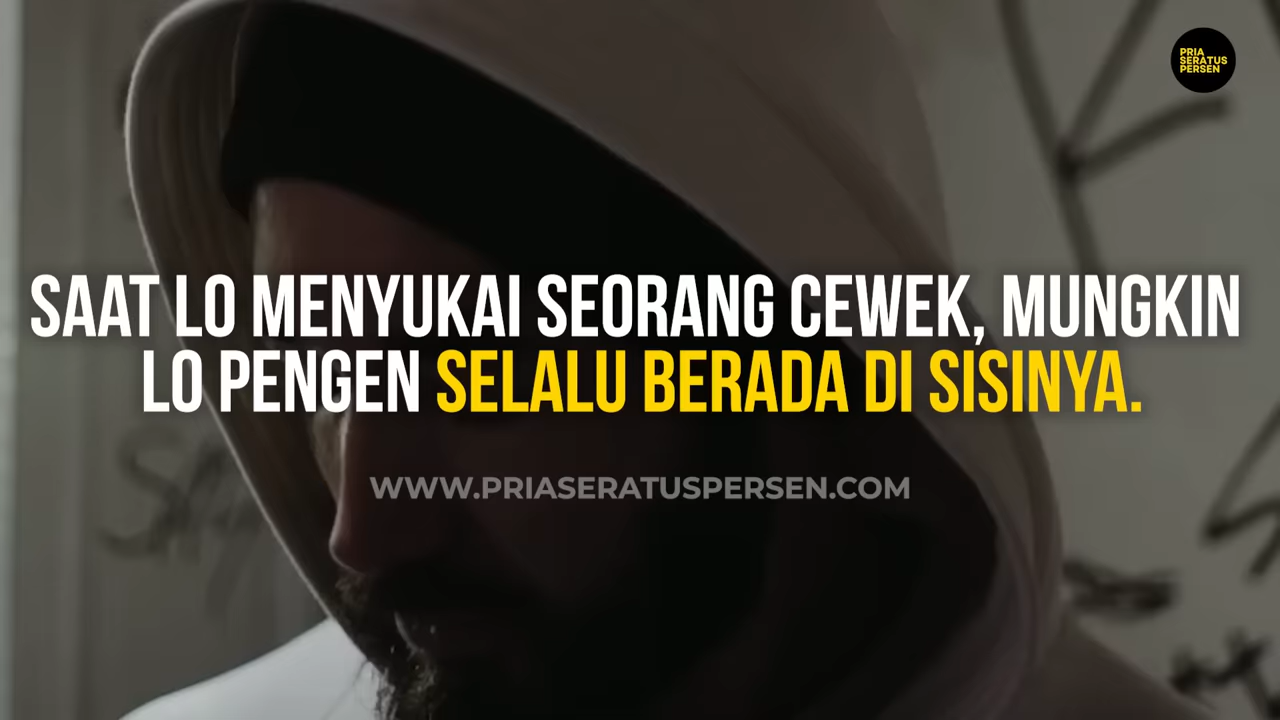 PRIA
SERATUS
PERSEN
SAAT LO MENYUKAI SEORANG CEWEK, MUNGKIN
LO PENGEN SELALU BERADA DI SISINYA.
WWW.PRIASERATUSPERSEN.COM